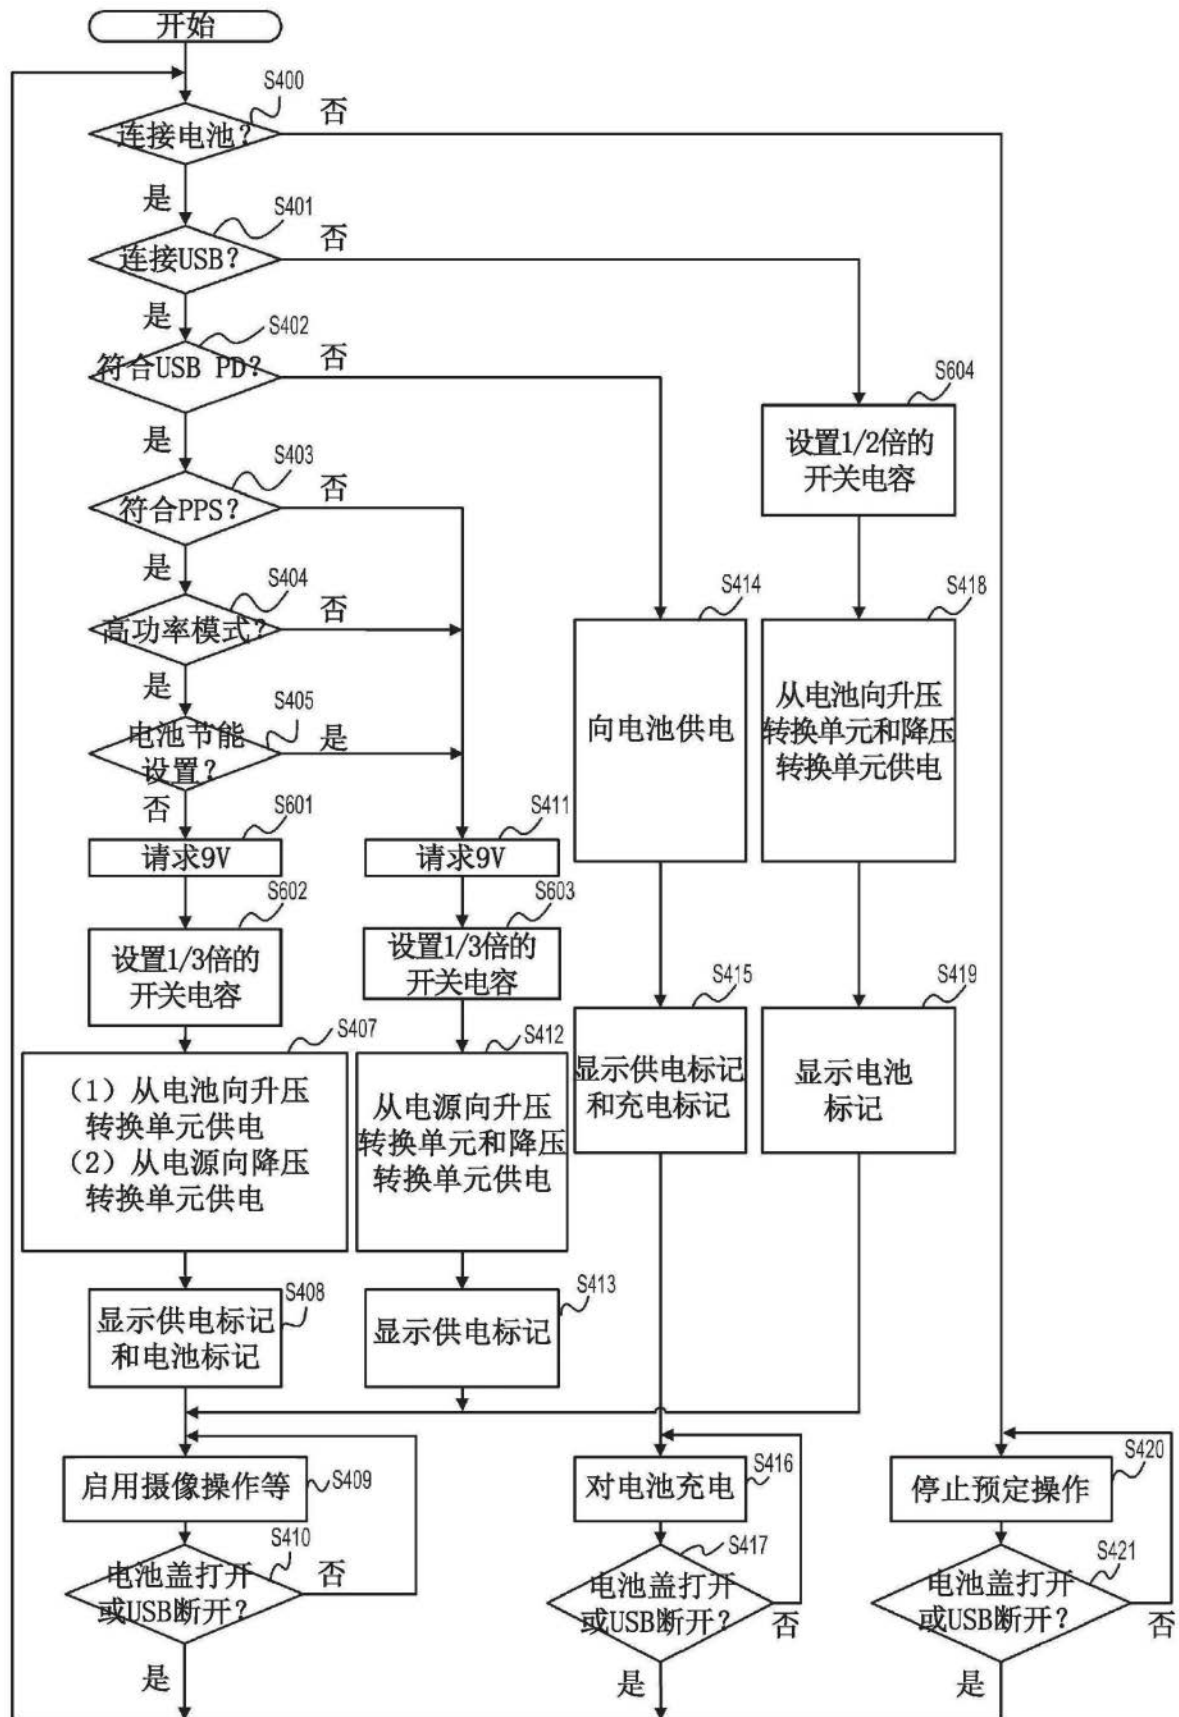 开始
S400
连接电池?
否
是
S401
连接USB?
否
是
S402
符合USB PD?
否
是
S403
符合PPS?
否
是
S404
高功率模式?
否
是
S405
电池节能
设置?
是
否
S601
请求9V
S602
设置1/3倍的
开关电容
S407
(1) 从电池向升压
转换单元供电
(2) 从电源向降压
转换单元供电
S408
显示供电标记
和电池标记
S411
请求9V
S603
设置1/3倍的
开关电容
S412
从电源向升压
转换单元和降压
转换单元供电
S413
显示供电标记
S409
启用摄像操作等
S410
电池盖打开
或USB断开?
否
是
S414
向电池供电
S415
显示供电标记
和充电标记
S416
对电池充电
S417
电池盖打开
或USB断开?
否
是
S604
设置1/2倍的
开关电容
S418
从电池向升压
转换单元和降压
转换单元供电
S419
显示电池
标记
S420
停止预定操作
S421
电池盖打开
或USB断开?
否
是